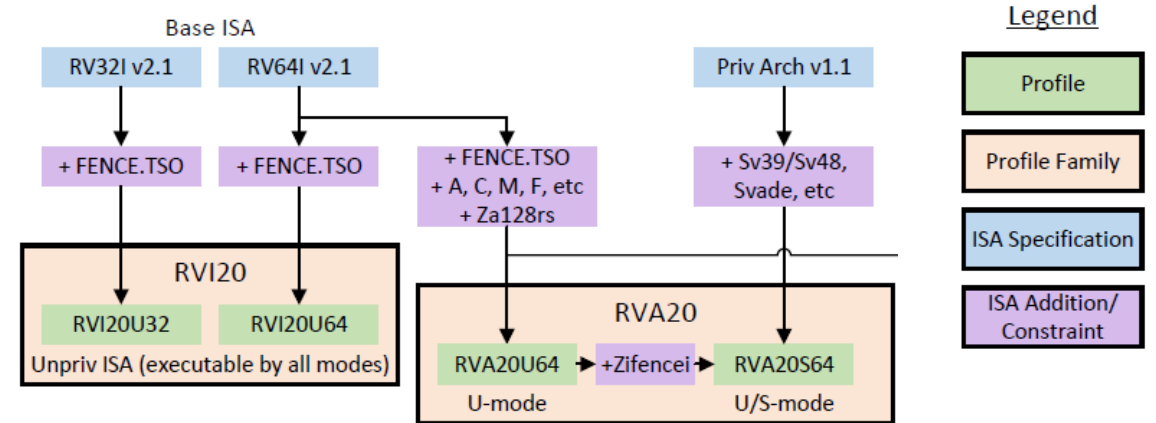 Base ISA
RV32I v2.1
RV64I v2.1
Priv Arch v1.1
+ FENCE.TSO
+ FENCE.TSO
+ FENCE.TSO
+ A, C, M, F, etc
+ Za128rs
+ Sv39/Sv48,
Svade, etc
RVI20
RVI20U32
RVI20U64
Unpriv ISA (executable by all modes)
RVA20
RVA20U64
+Zifencei
RVA20S64
U-mode
U/S-mode
Legend
Profile
Profile Family
ISA Specification
ISA Addition/
Constraint